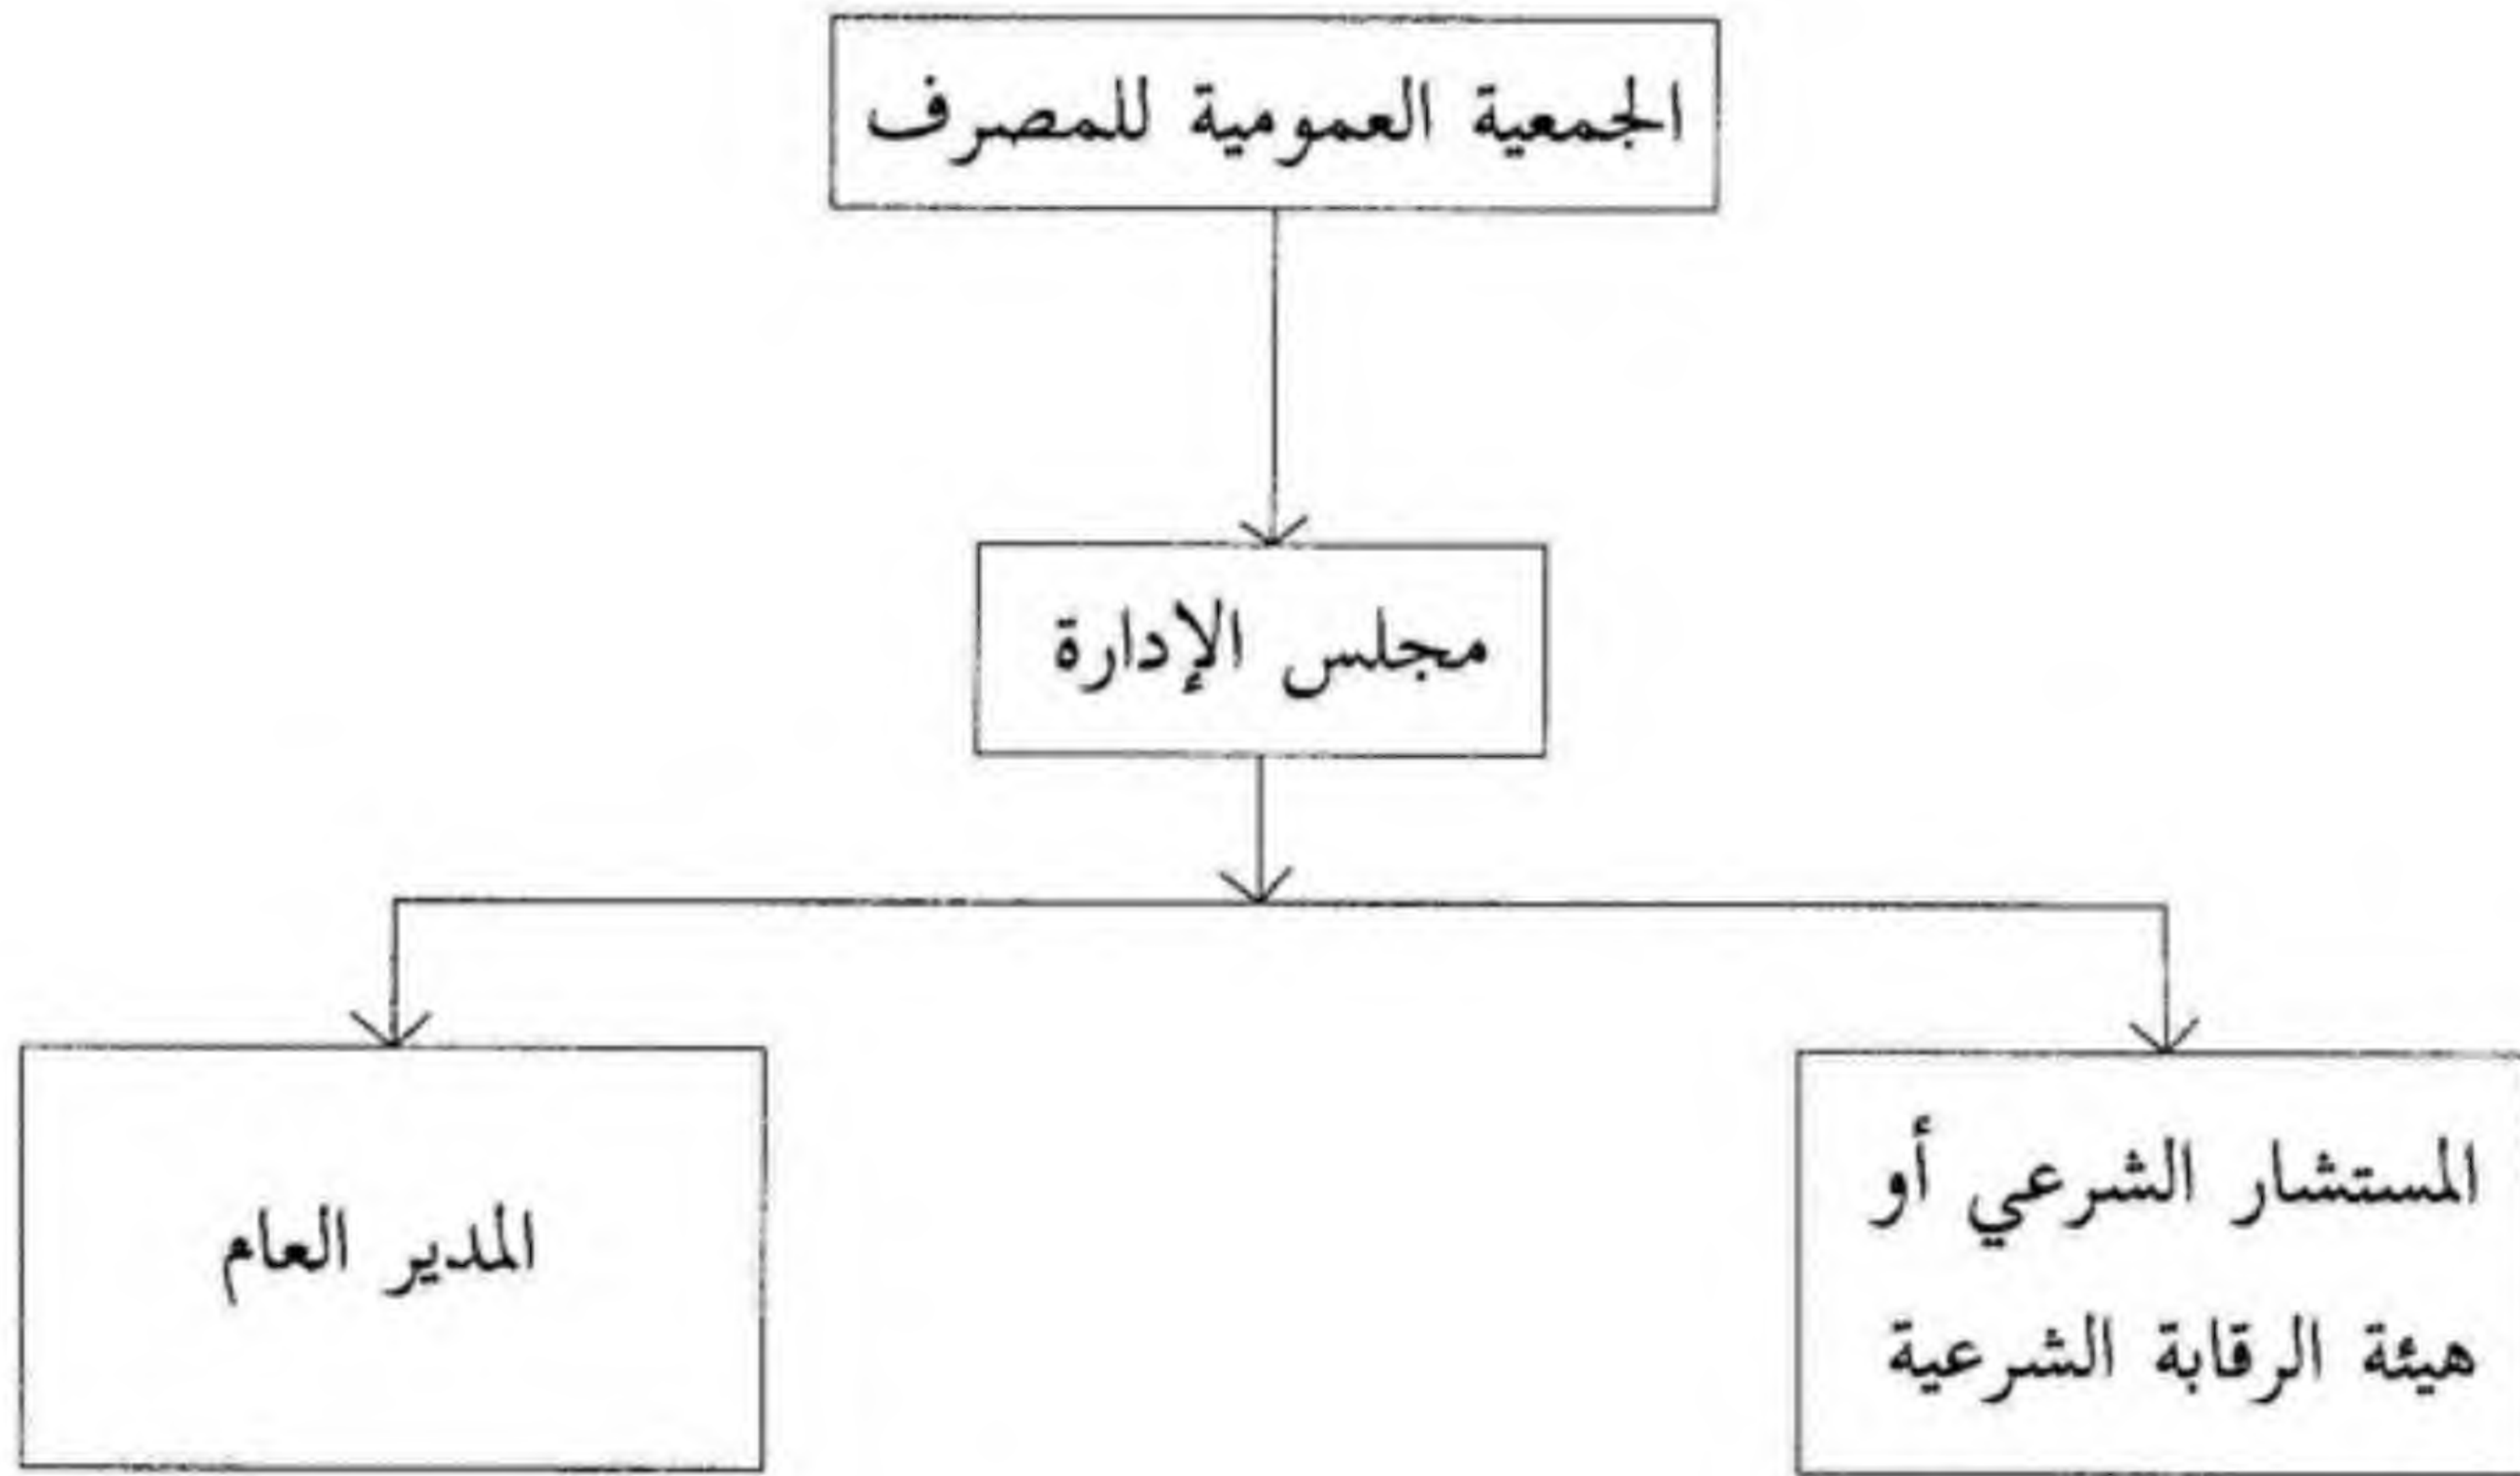 الجمعية العمومية للمصرف
مجلس الإدارة
المستشار الشرعي أو
هيئة الرقابة الشرعية
المدير العام